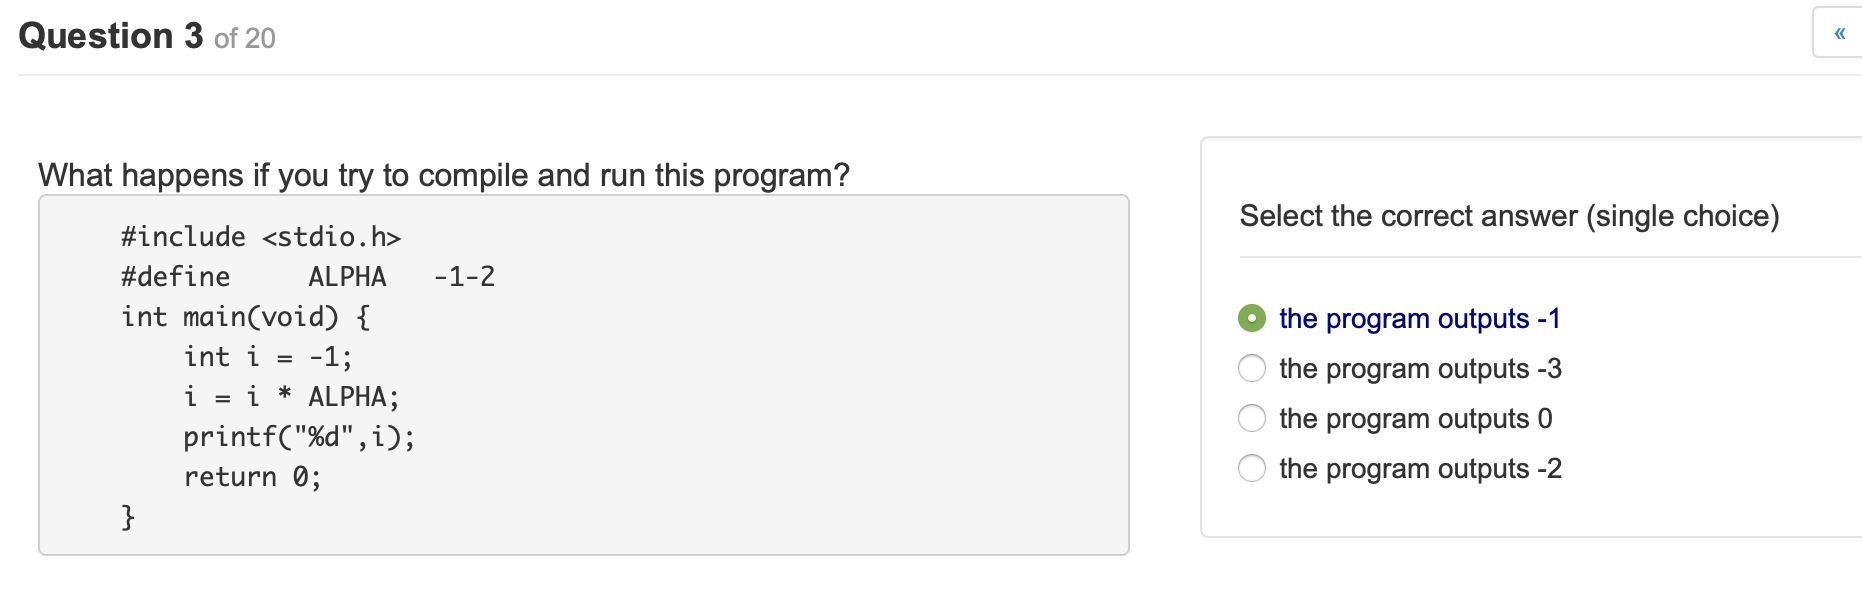 Question 3 of 20
«
What happens if you try to compile and run this program?
#include <stdio.h>
#define     ALPHA   -1-2
int main(void) {
    int i = -1;
    i = i * ALPHA;
    printf("%d",i);
    return 0;
}
Select the correct answer (single choice)
the program outputs -1
the program outputs -3
the program outputs 0
the program outputs -2